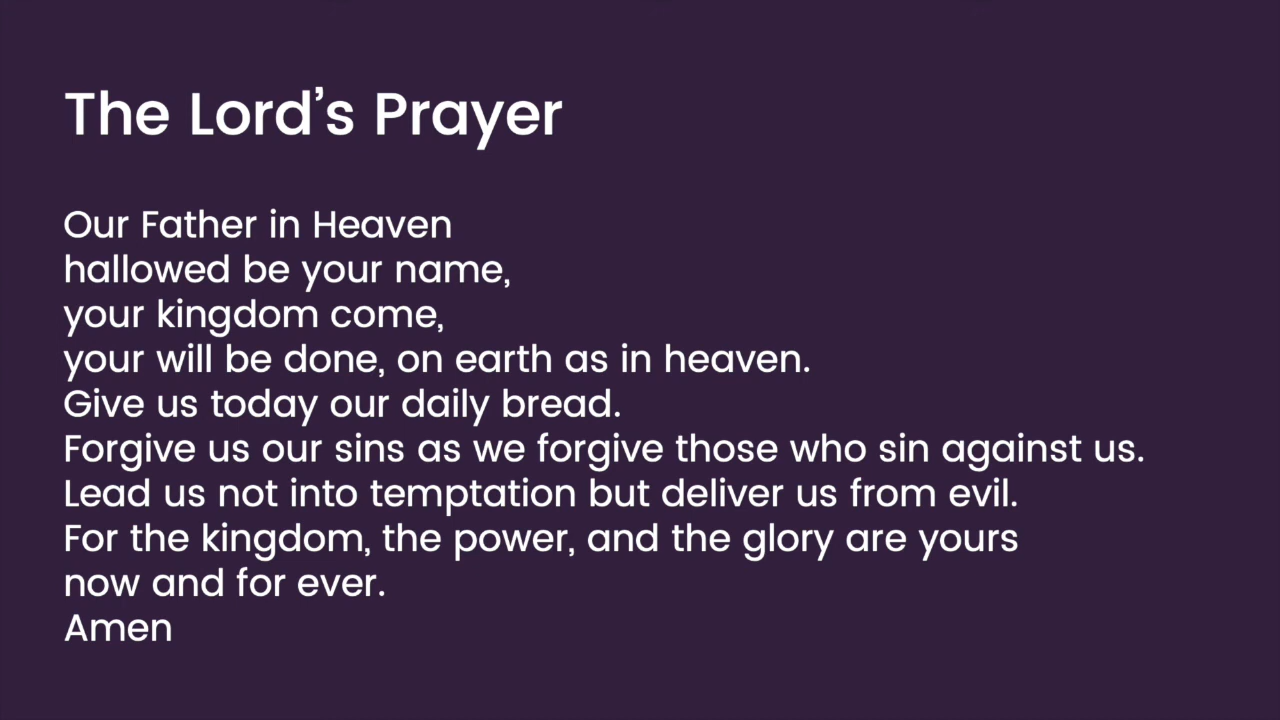 The Lord’s Prayer
Our Father in Heaven
hallowed be your name,
your kingdom come,
your will be done, on earth as in heaven.
Give us today our daily bread.
Forgive us our sins as we forgive those who sin against us.
Lead us not into temptation but deliver us from evil.
For the kingdom, the power, and the glory are yours
now and for ever.
Amen